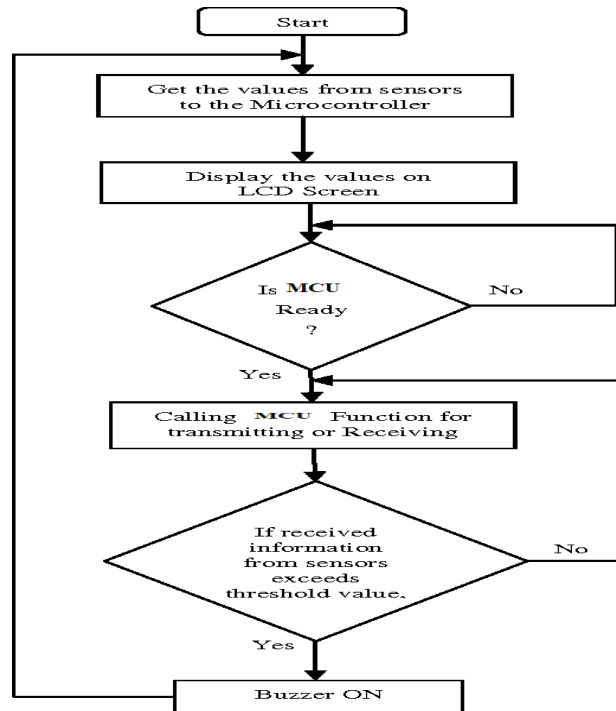 Start
Get the values from sensors
to the Microcontroller
Display the values on
LCD Screen
Is MCU
Ready
?
No
Yes
Calling MCU Function for
transmitting or Receiving
If received
information
from sensors
exceeds
threshold value.
No
Yes
Buzzer ON